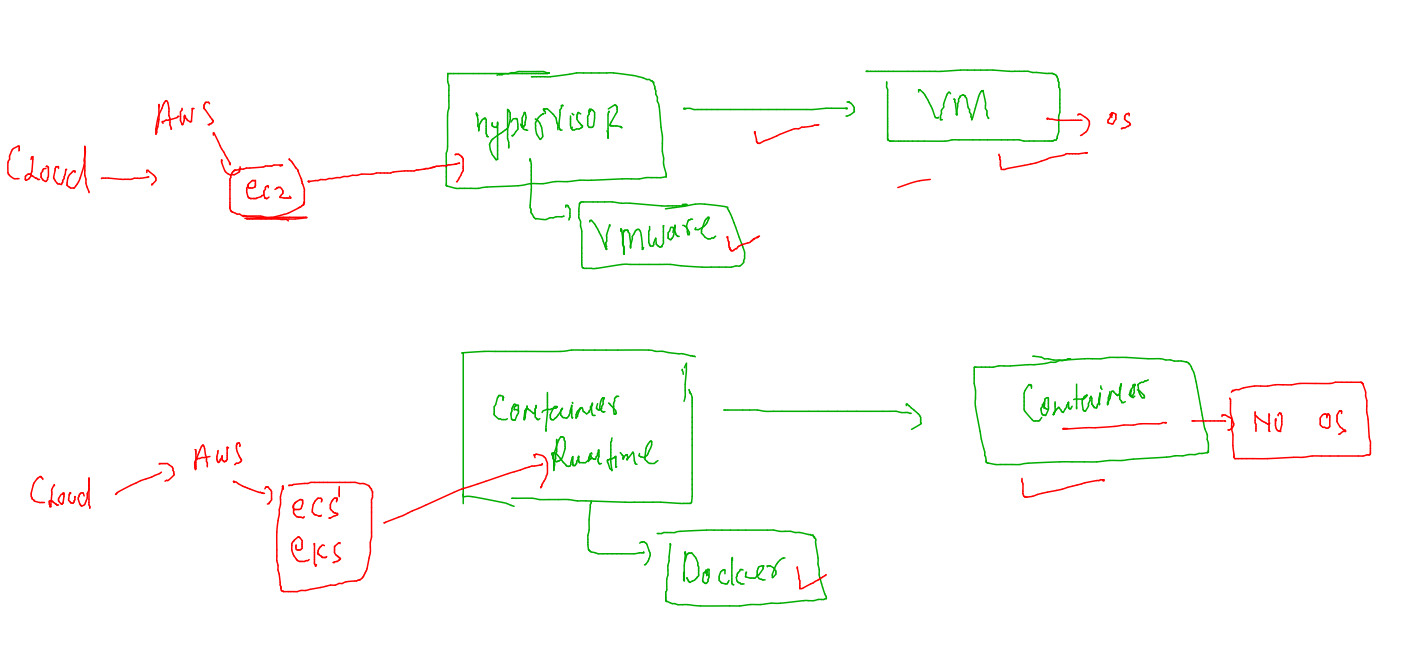 AWS
CLoud
ec2
hypervisoR
VMware
VM
OS
CLoud
AWS
ecs
eks
Container
Runtime
Docker
Container
NO OS